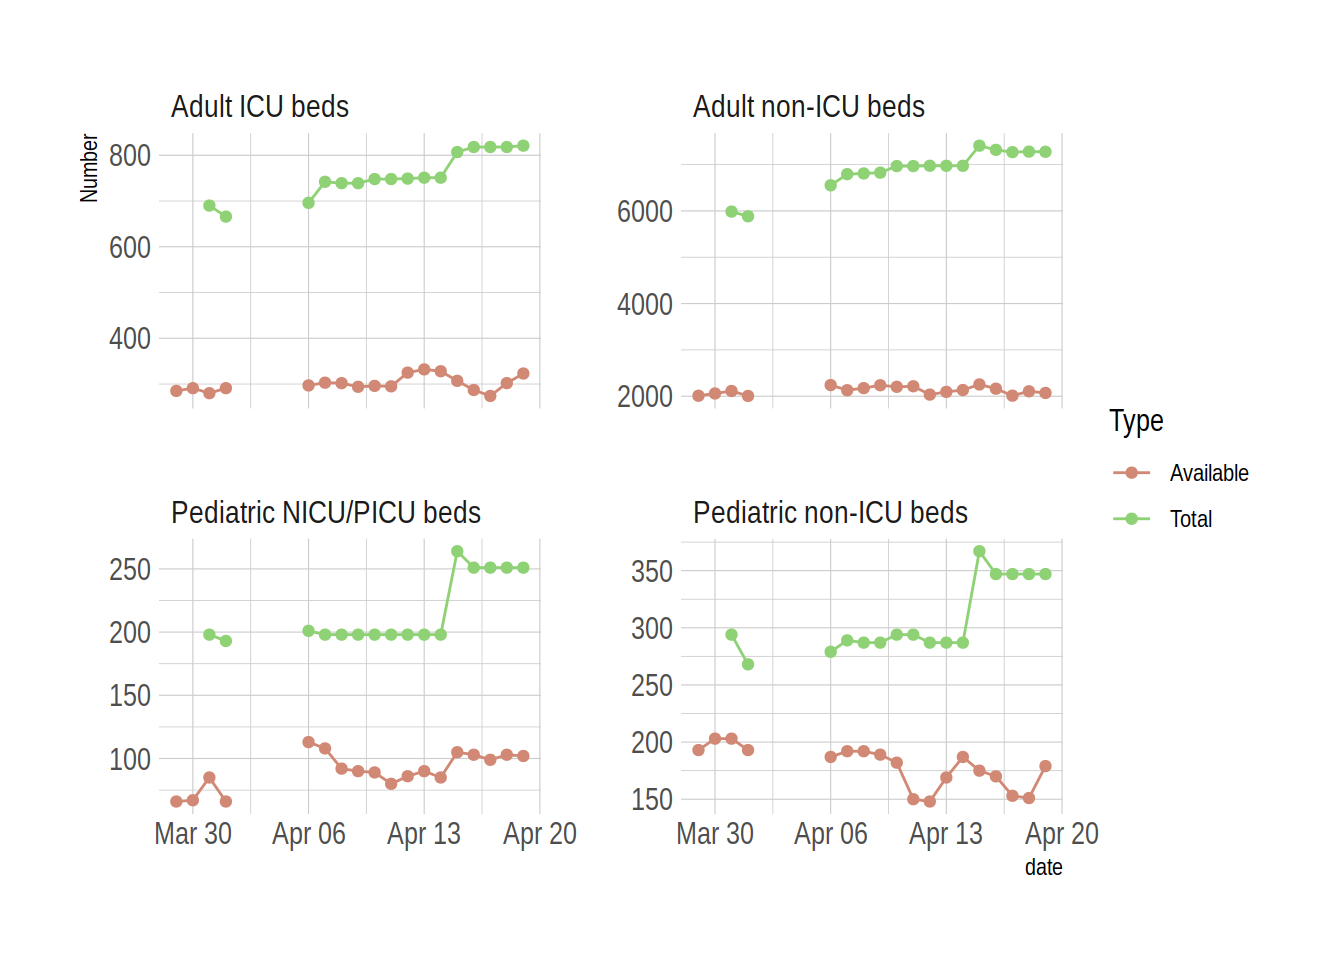 Adult ICU beds
Adult non-ICU beds
Number
800
600
400
6000
4000
2000
Type
Available
Total
Pediatric NICU/PICU beds
Pediatric non-ICU beds
250
200
150
100
350
300
250
200
150
Mar 30 Apr 06 Apr 13 Apr 20
Mar 30 Apr 06 Apr 13 Apr 20
date